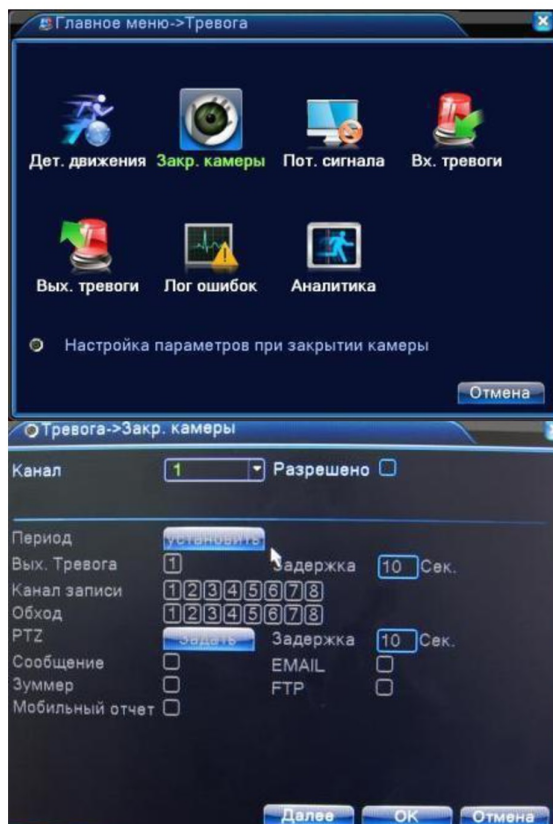 Главное меню->Тревога
Дет. движения Закр. камеры Пот. сигнала Вх. тревоги
Вых. тревоги Лог ошибок Аналитика
Настройка параметров при закрытии камеры
Отмена
Тревога->Закр. камеры
Канал 1 Разрешено
Период установить
Вых. Тревога 1 Задержка 10 Сек.
Канал записи 1 2 3 4 5 6 7 8
Обход 1 2 3 4 5 6 7 8
PTZ Задать Задержка 10 Сек.
Сообщение EMAIL
Зуммер FTP
Мобильный отчет
Далее OK Отмена